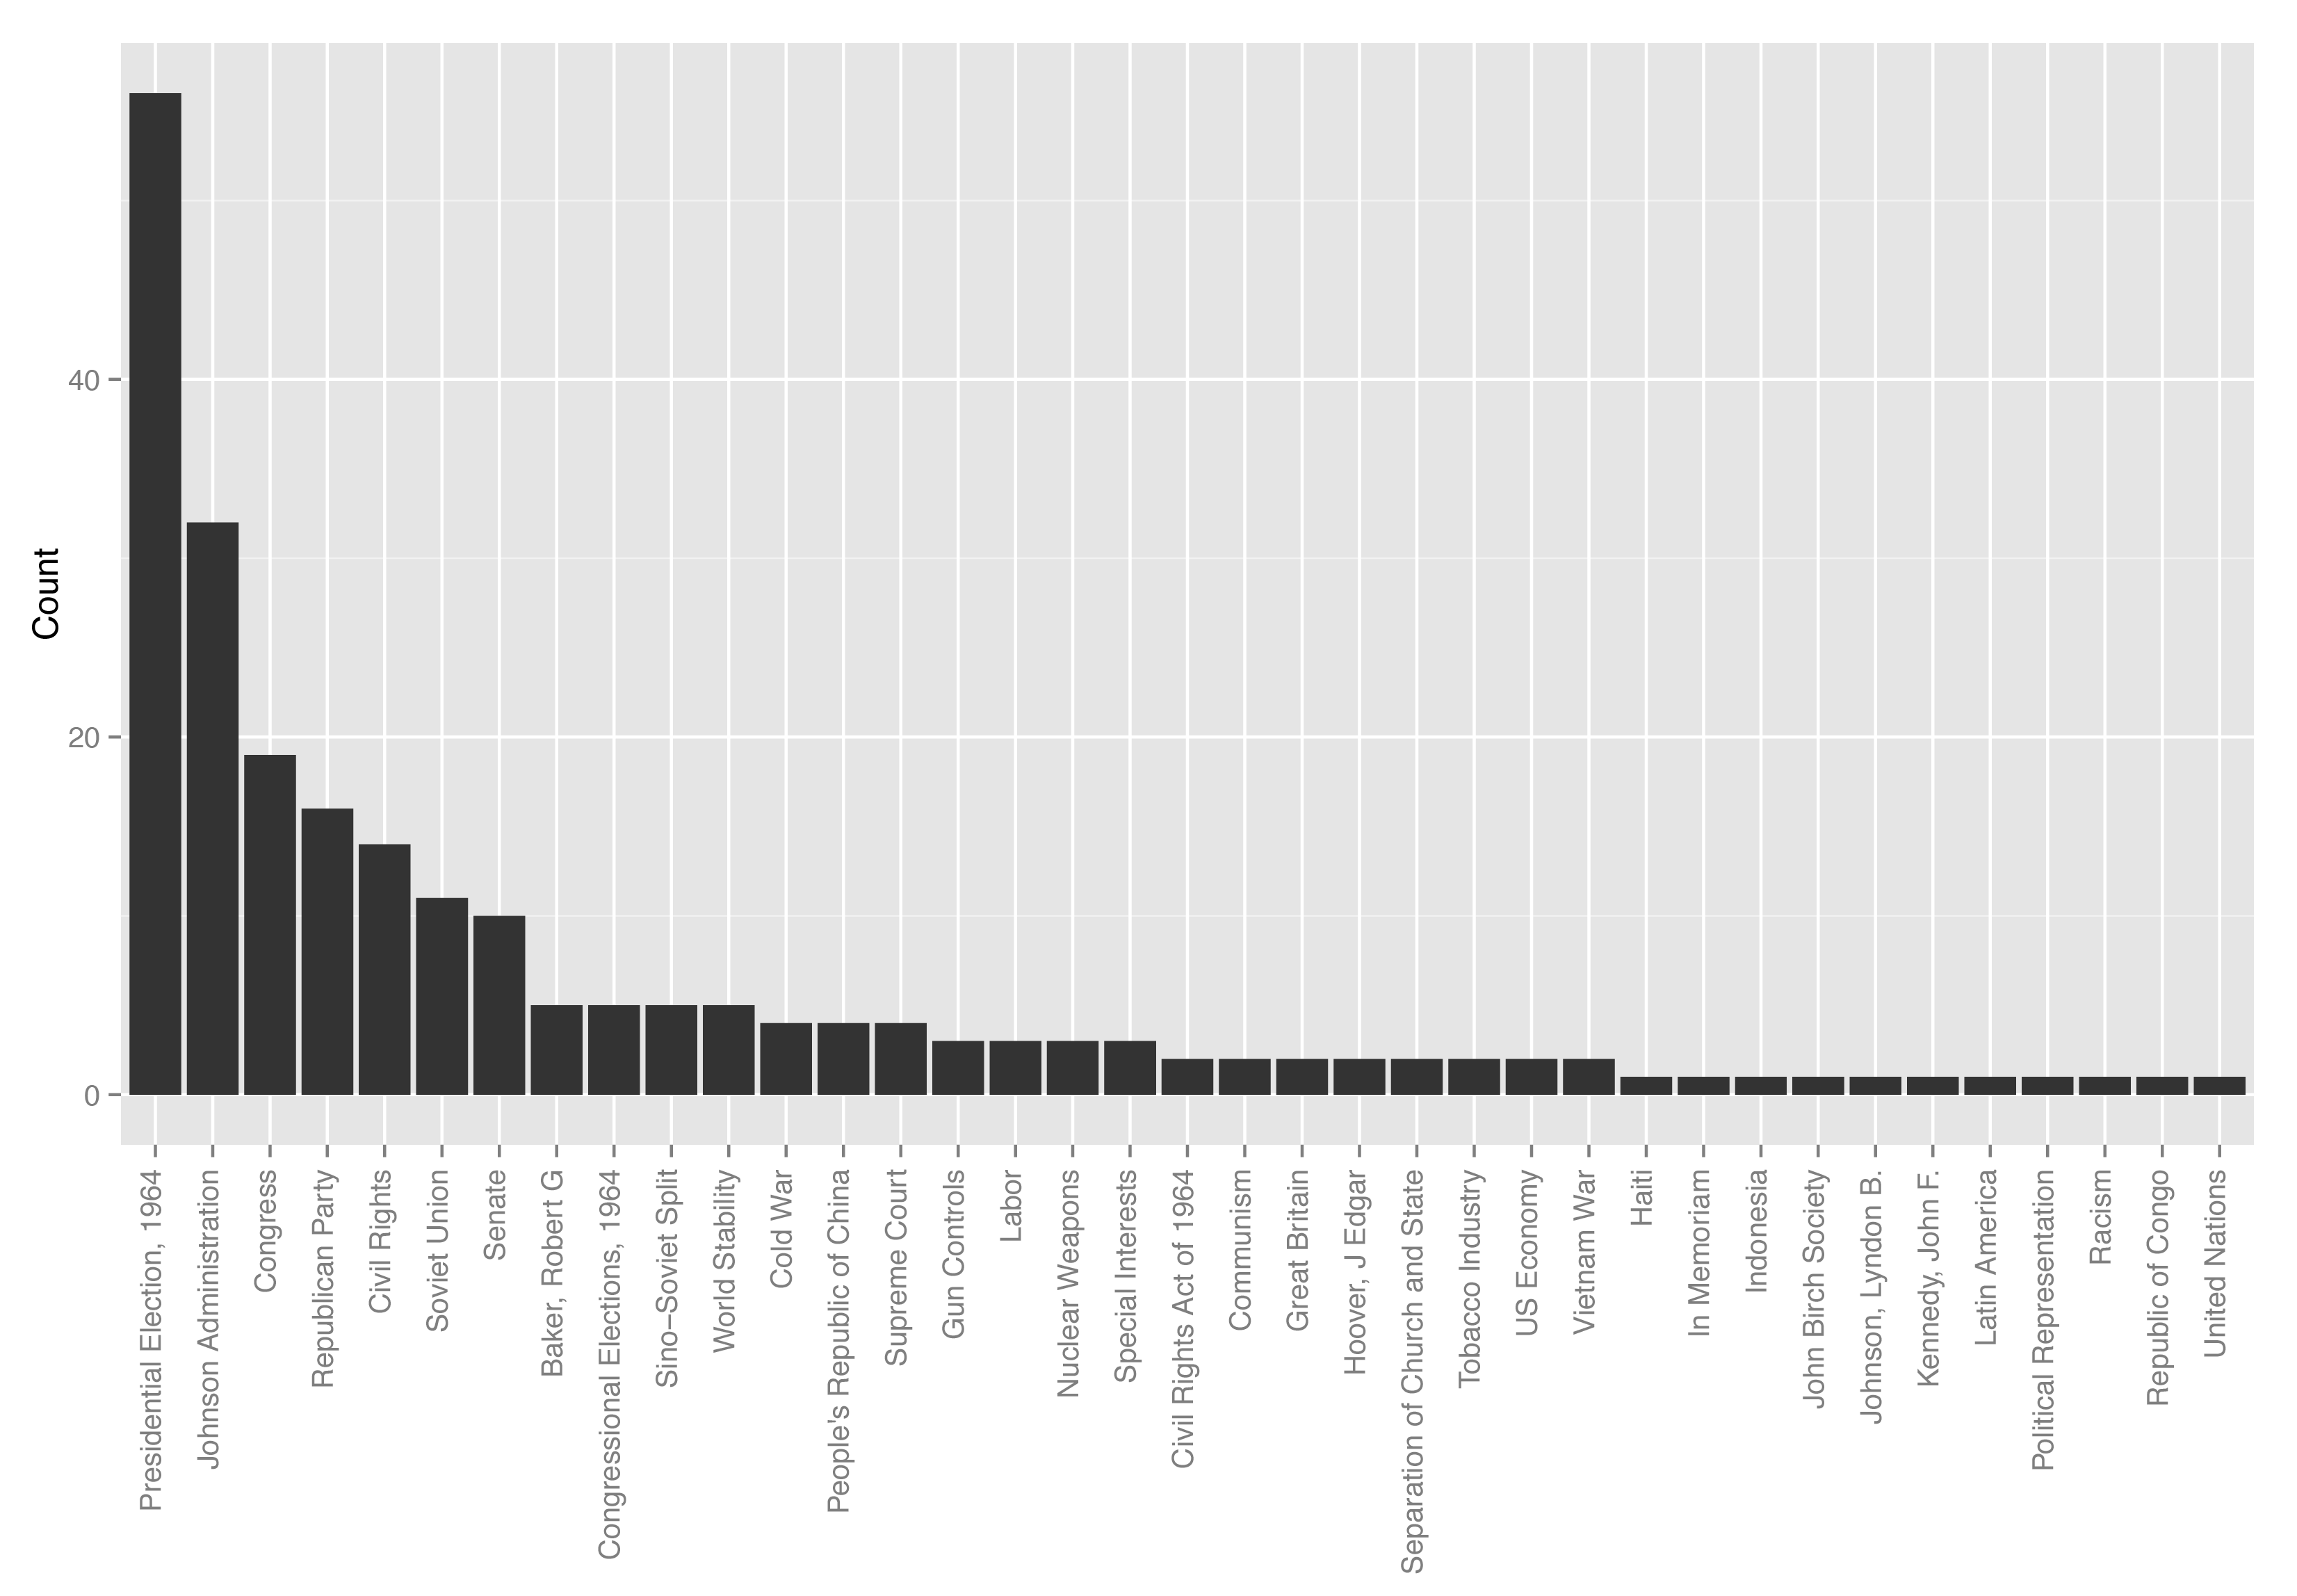 Count
40
20
0
Presidential Election, 1964
Johnson Administration
Congress
Republican Party
Civil Rights
Soviet Union
Senate
Baker, Robert G
Congressional Elections, 1964
Sino−Soviet Split
World Stability
Cold War
People's Republic of China
Supreme Court
Gun Controls
Labor
Nuclear Weapons
Special Interests
Civil Rights Act of 1964
Communism
Great Britain
Hoover, J Edgar
Separation of Church and State
Tobacco Industry
US Economy
Vietnam War
Haiti
In Memoriam
Indonesia
John Birch Society
Johnson, Lyndon B.
Kennedy, John F.
Latin America
Political Representation
Racism
Republic of Congo
United Nations